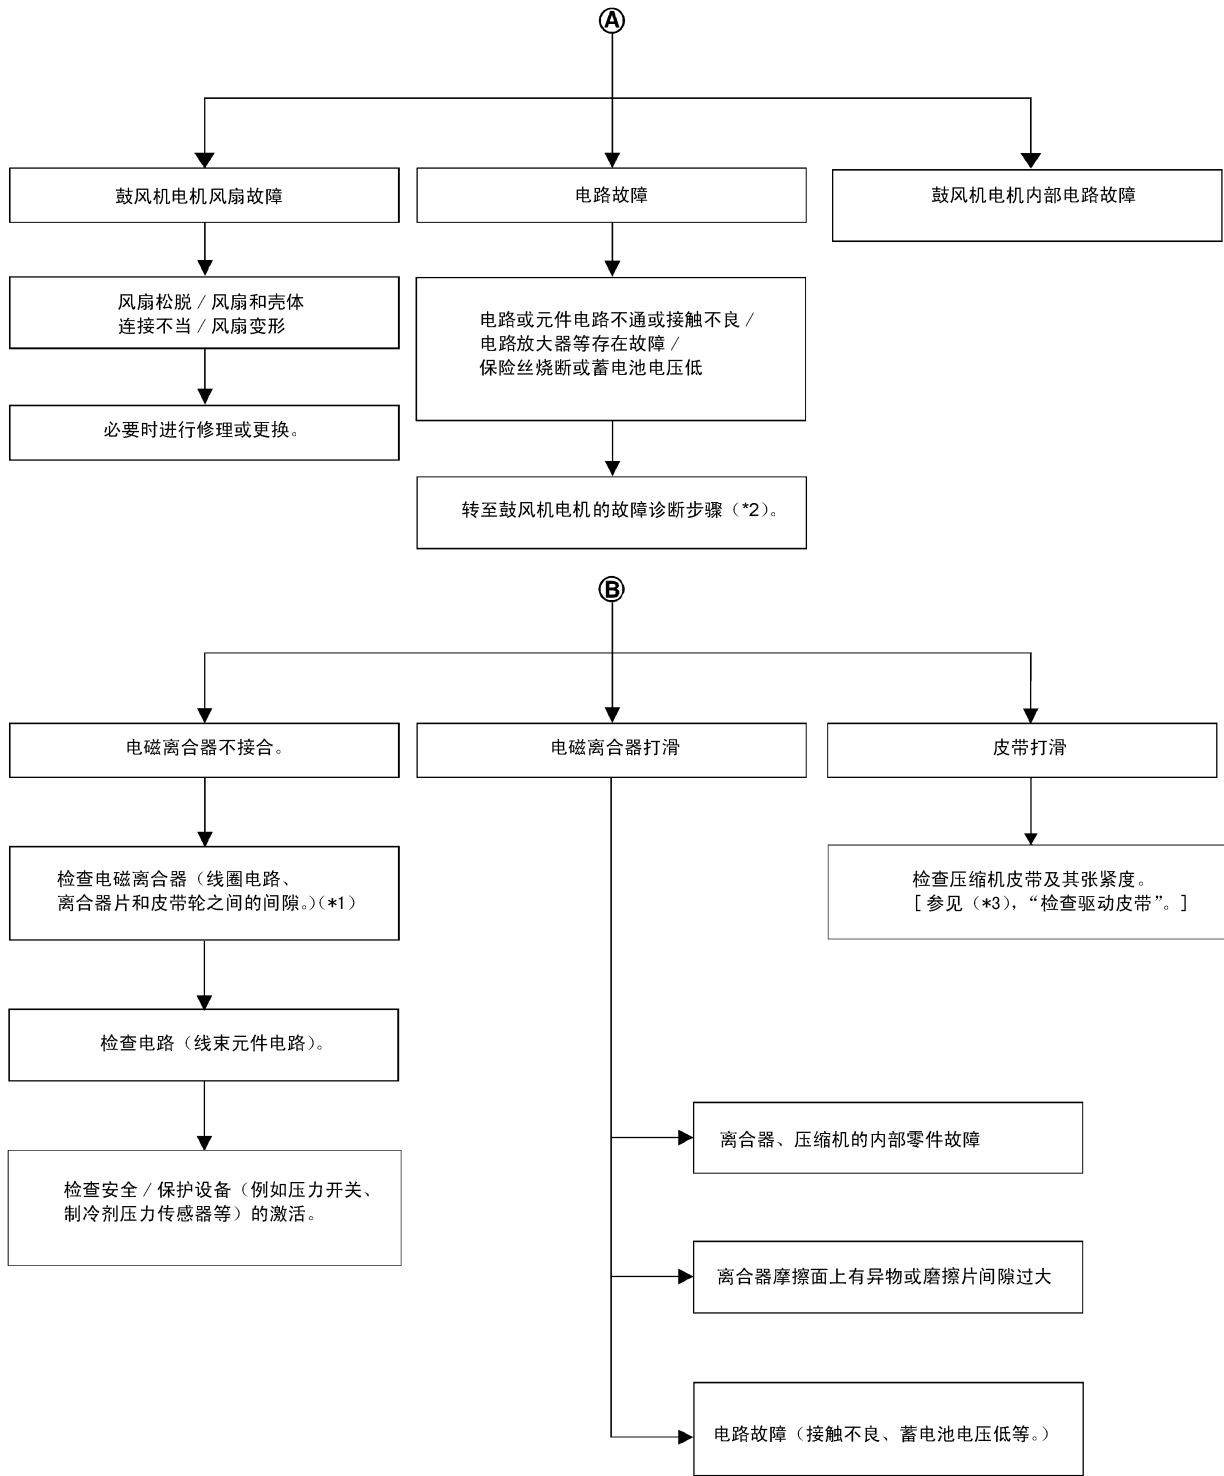 A
鼓风机电机风扇故障
电路故障
鼓风机电机内部电路故障
风扇松脱 / 风扇和壳体
连接不当 / 风扇变形
电路或元件电路不通或接触不良 /
电路放大器等存在故障 /
保险丝烧断或蓄电池电压低
必要时进行修理或更换。
转至鼓风机电机的故障诊断步骤（*2）。
B
电磁离合器不接合。
电磁离合器打滑
皮带打滑
检查电磁离合器（线圈电路、
离合器片和皮带轮之间的间隙。）（*1）
检查压缩机皮带及其张紧度。
[ 参见（*3），“检查驱动皮带”。]
检查电路（线束元件电路）。
离合器、压缩机的内部零件故障
检查安全 / 保护设备（例如压力开关、
制冷剂压力传感器等）的激活。
离合器摩擦面上有异物或磨擦片间隙过大
电路故障（接触不良、蓄电池电压低等。）